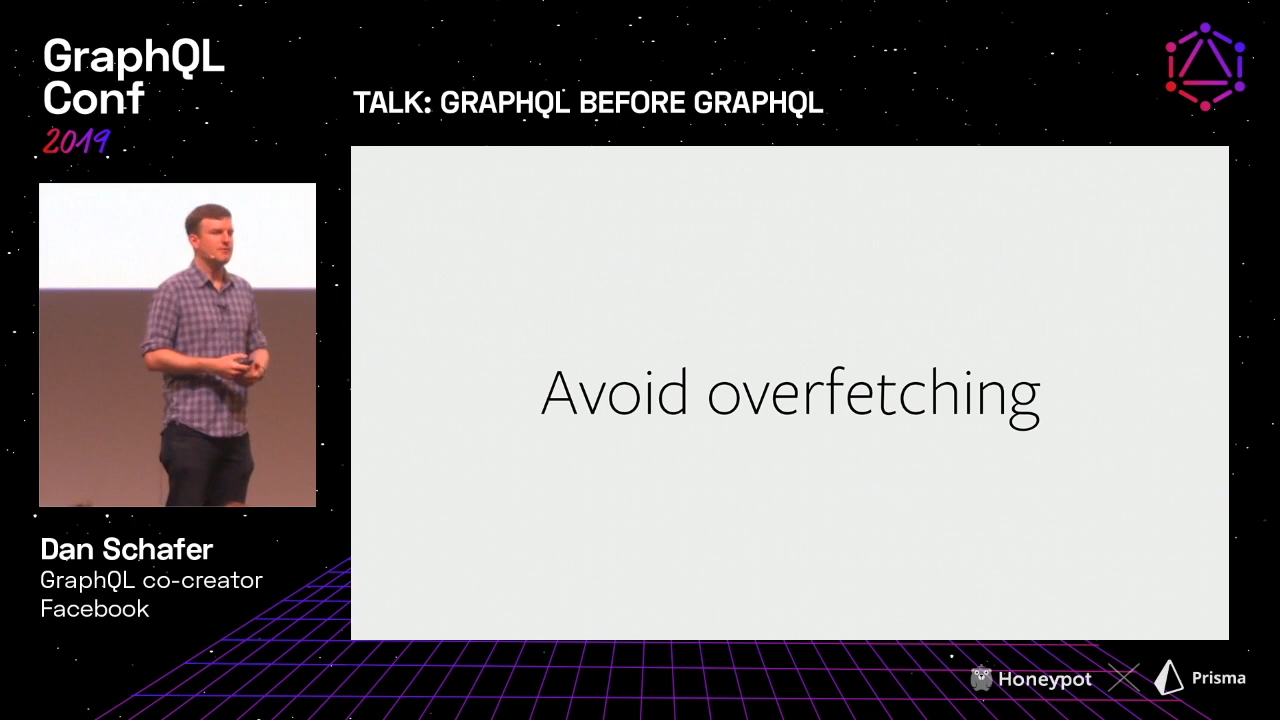 GraphQL
Conf
2019
TALK: GRAPHQL BEFORE GRAPHQL
Avoid overfetching
Dan Schafer
GraphQL co-creator
Facebook
Honeypot
Prisma